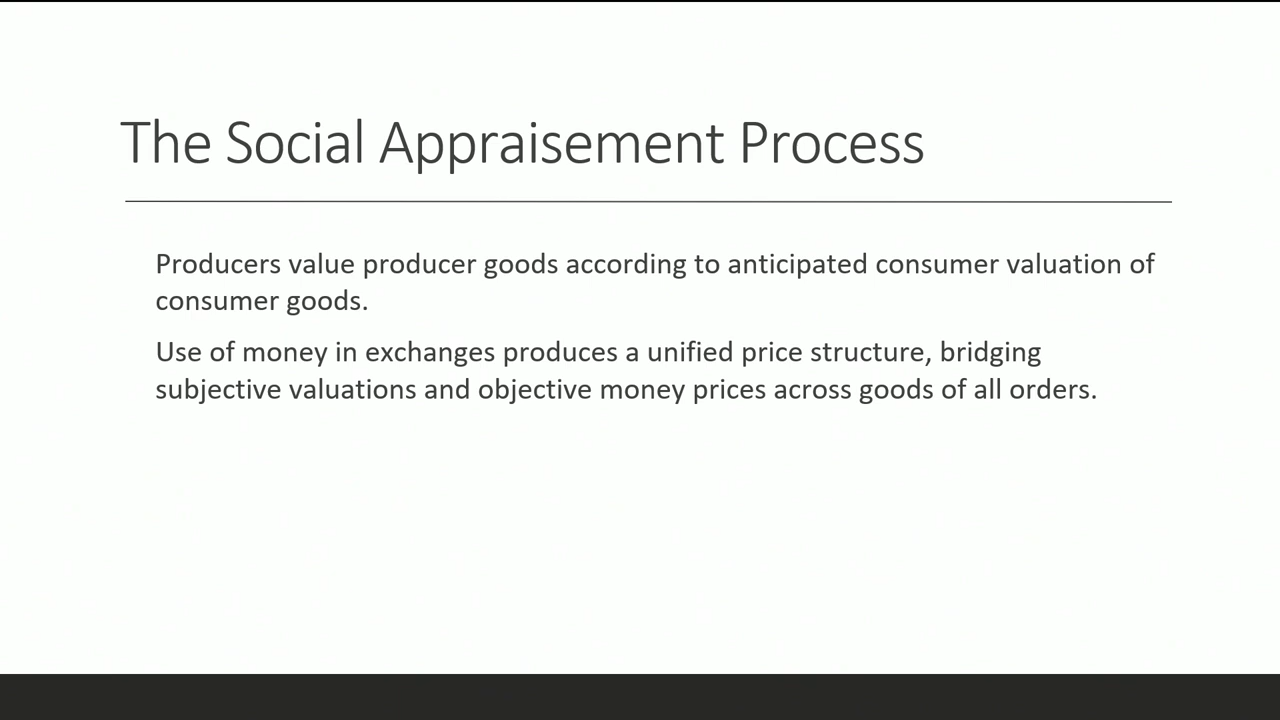 The Social Appraisement Process
Producers value producer goods according to anticipated consumer valuation of
consumer goods.
Use of money in exchanges produces a unified price structure, bridging
subjective valuations and objective money prices across goods of all orders.